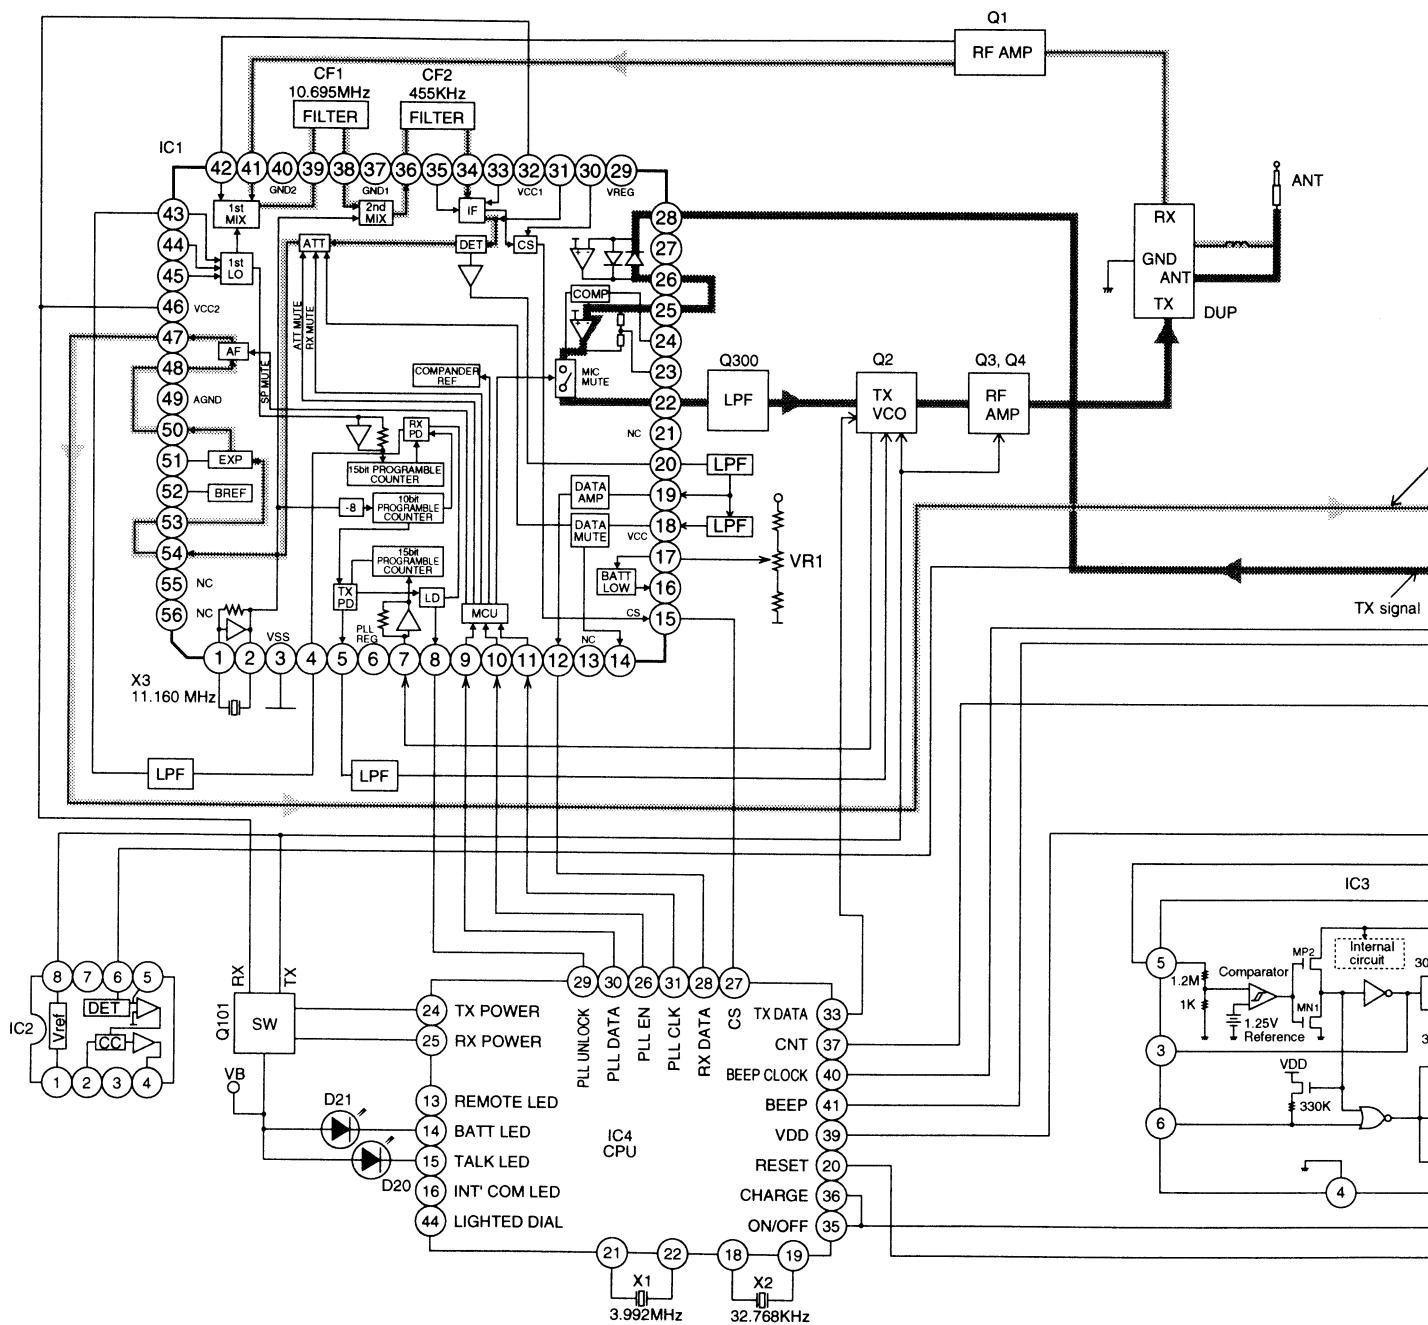 Q1
RF AMP
CF1
10.695MHz
FILTER
CF2
455KHz
FILTER
IC1
42
41
40
39
38
37
36
35
34
33
32
31
30
29
GND2
GND1
VCC1
VREG
1st
MIX
2nd
MIX
IF
ATT
DET
CS
1st
LO
43
44
45
46
VCC2
47
48
49
AGND
50
51
52
53
54
55
NC
56
NC
AF
EXP
BREF
SP MUTE
ATT MUTE
RX MUTE
COMPANDER
REF
RX
PD
15bit PROGRAMBLE
COUNTER
-8
10bit
PROGRAMBLE
COUNTER
15bit
PROGRAMBLE
COUNTER
TX
PD
LD
MCU
PLL
REG
VSS
COMP
MIC
MUTE
DATA
AMP
DATA
MUTE
BATT
LOW
VCC
CS
NC
NC
28
27
26
25
24
23
22
21
20
19
18
17
16
15
1
2
3
4
5
6
7
8
9
10
11
12
13
14
X3
11.160 MHz
LPF
LPF
LPF
LPF
VR1
Q300
LPF
Q2
TX
VCO
Q3, Q4
RF
AMP
RX
GND
ANT
TX
DUP
ANT
TX signal
IC2
8
7
6
5
Vref
DET
CC
1
2
3
4
RX
TX
Q101
SW
VB
D21
D20
24
TX POWER
25
RX POWER
13
REMOTE LED
14
BATT LED
15
TALK LED
16
INT' COM LED
44
LIGHTED DIAL
29
30
26
31
28
27
PLL UNLOCK
PLL DATA
PLL EN
PLL CLK
RX DATA
CS
IC4
CPU
TX DATA
33
CNT
37
BEEP CLOCK
40
BEEP
41
VDD
39
RESET
20
CHARGE
36
ON/OFF
35
21
22
18
19
X1
3.992MHz
X2
32.768KHz
IC3
5
1.2M
1K
Comparator
1.25V
Reference
MP2
MN1
Internal
circuit
30
3
3
VDD
330K
6
4